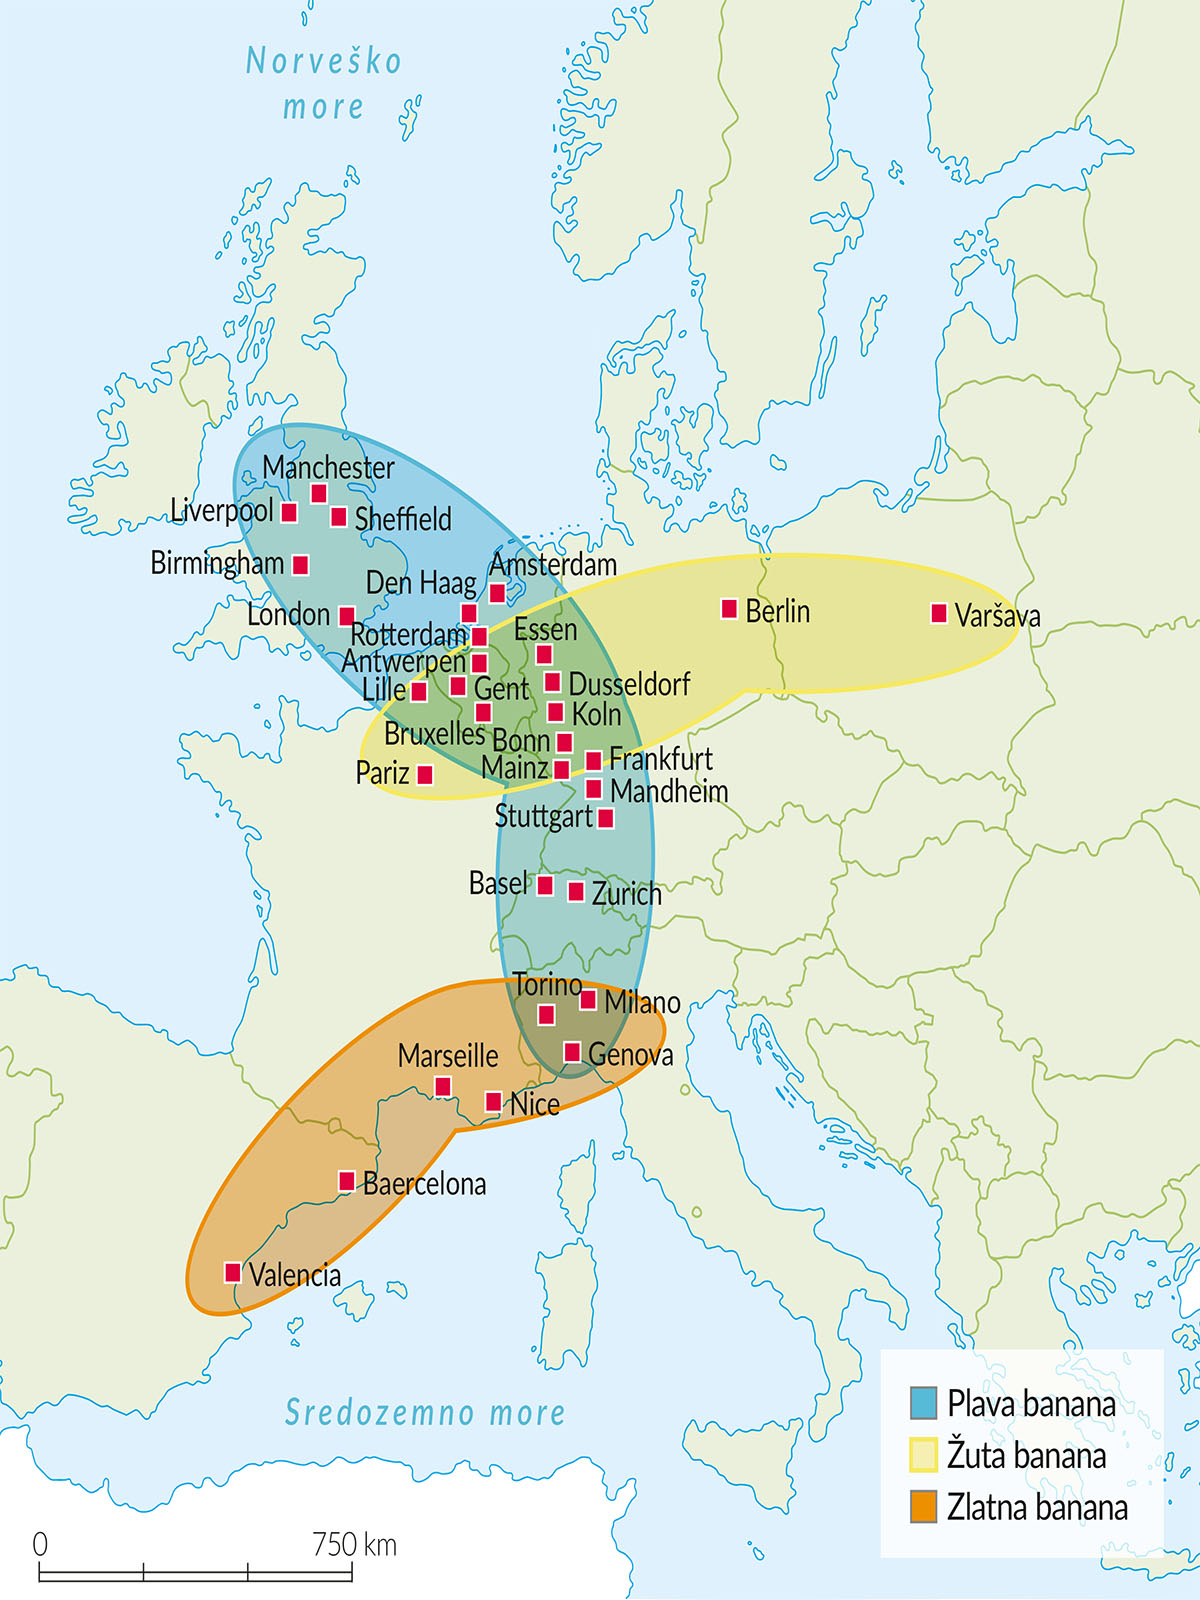 Norveško
more
Manchester
Liverpool
Sheffield
Birmingham
Amsterdam
Den Haag
London
Rotterdam
Essen
Berlin
Varšava
Antwerpen
Lille
Gent
Dusseldorf
Koln
Bruxelles
Bonn
Frankfurt
Pariz
Mainz
Mandheim
Stuttgart
Basel
Zurich
Torino
Milano
Marseille
Genova
Nice
Baercelona
Valencia
Sredozemno more
Plava banana
Žuta banana
Zlatna banana
0
750 km